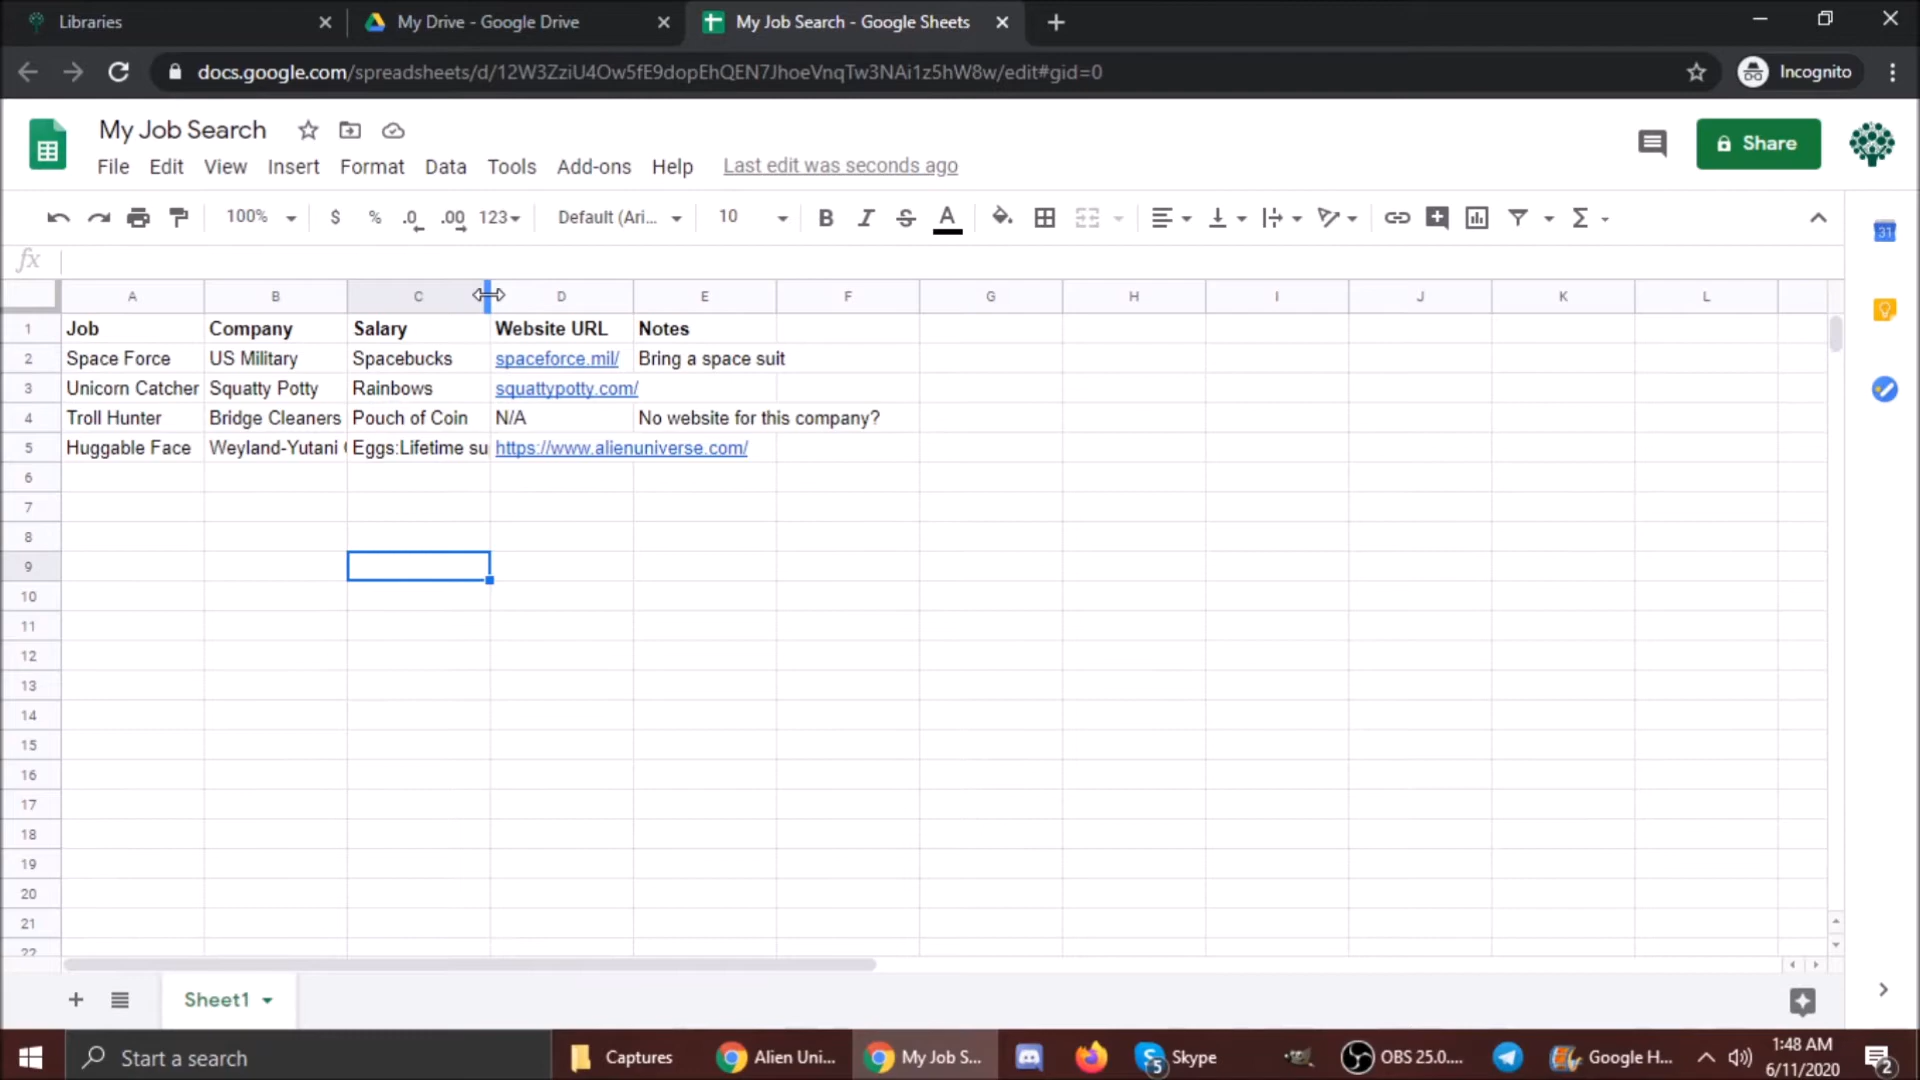 Libraries
My Drive - Google Drive
My Job Search - Google Sheets
docs.google.com/spreadsheets/d/12W3ZziU4Ow5fE9dopEhQEN7JhoeVnqTw3NAi1z5hW8w/edit#gid=0
Incognito
My Job Search
File Edit View Insert Format Data Tools Add-ons Help Last edit was seconds ago
Share
100% $ % .0 .00 123 Default (Ari... 10 B I S A Σ
31
fx
A B C D E F G H I J K L
1 Job Company Salary Website URL Notes
2 Space Force US Military Spacebucks spaceforce.mil/ Bring a space suit
3 Unicorn Catcher Squatty Potty Rainbows squattypotty.com/
4 Troll Hunter Bridge Cleaners Pouch of Coin N/A No website for this company?
5 Huggable Face Weyland-Yutani Eggs:Lifetime su https://www.alienuniverse.com/
6
7
8
9
10
11
12
13
14
15
16
17
18
19
20
21
22
Sheet1
Start a search
Captures
Alien Uni...
My Job S...
5
Skype
OBS 25.0....
Google H...
1:48 AM
6/11/2020
2